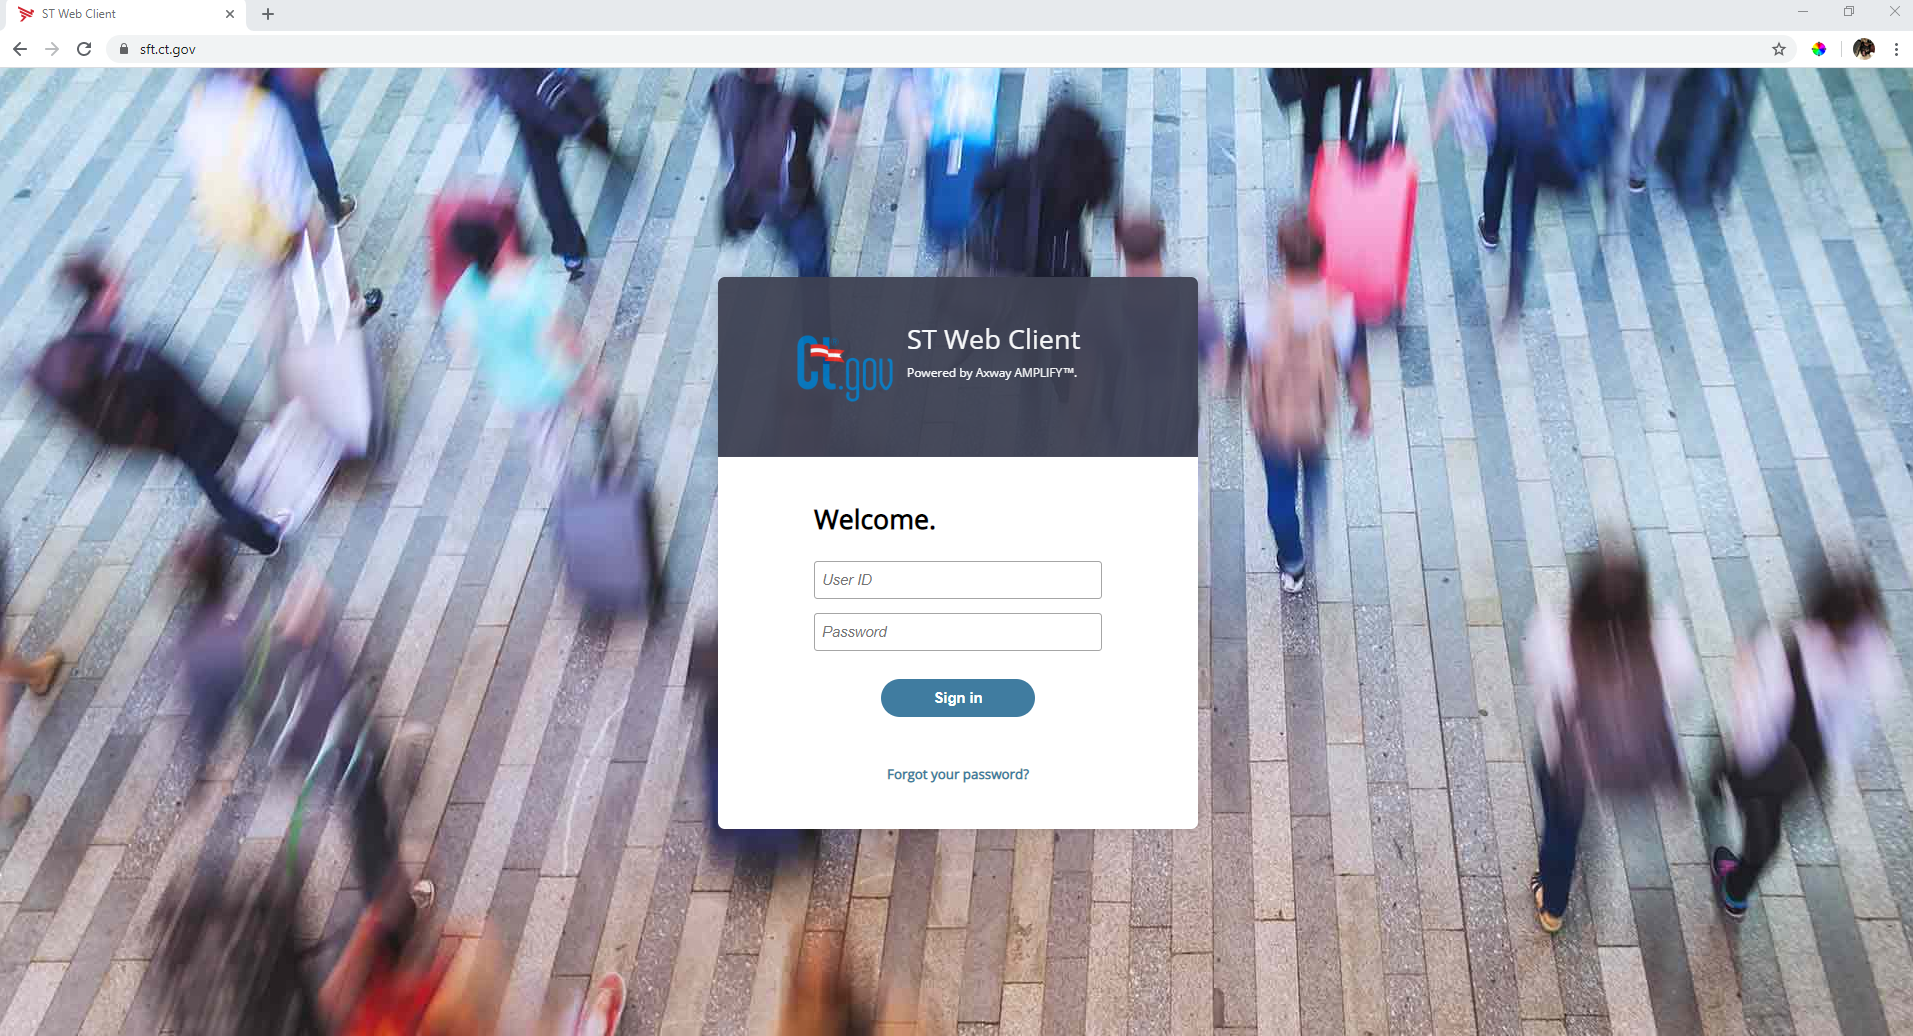 ST Web Client
sft.ct.gov
Ct.gov
ST Web Client
Powered by Axway AMPLIFY™.
Welcome.
User ID
Password
Sign in
Forgot your password?